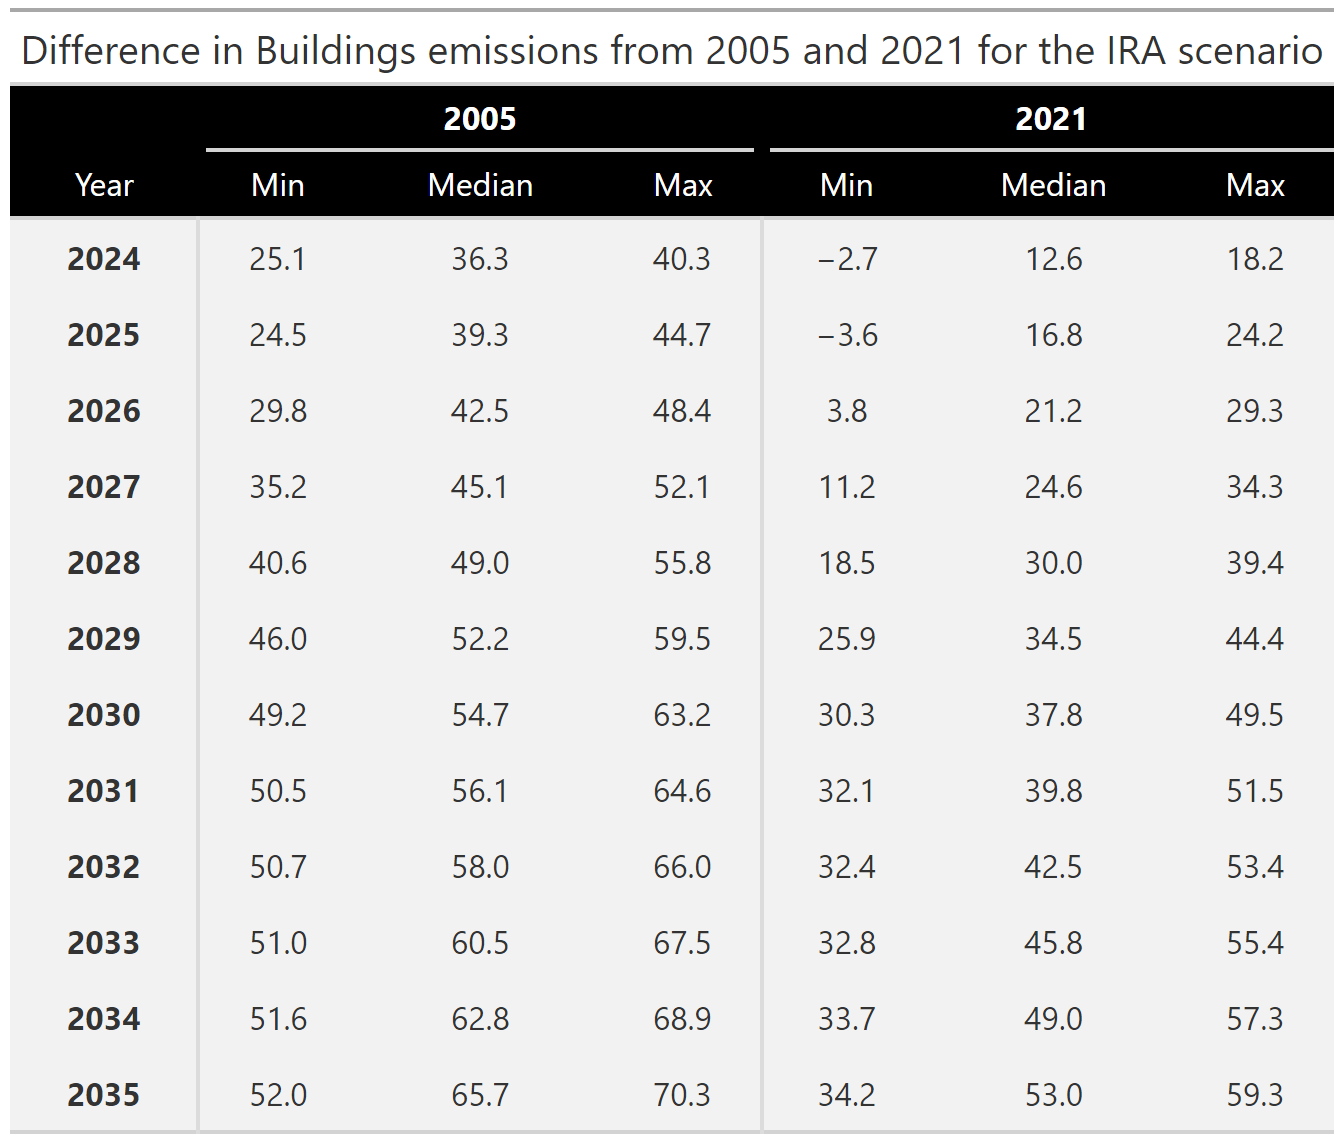 Difference in Buildings emissions from 2005 and 2021 for the IRA scenario
2005 2021
Year Min Median Max Min Median Max
2024 25.1 36.3 40.3 −2.7 12.6 18.2
2025 24.5 39.3 44.7 −3.6 16.8 24.2
2026 29.8 42.5 48.4 3.8 21.2 29.3
2027 35.2 45.1 52.1 11.2 24.6 34.3
2028 40.6 49.0 55.8 18.5 30.0 39.4
2029 46.0 52.2 59.5 25.9 34.5 44.4
2030 49.2 54.7 63.2 30.3 37.8 49.5
2031 50.5 56.1 64.6 32.1 39.8 51.5
2032 50.7 58.0 66.0 32.4 42.5 53.4
2033 51.0 60.5 67.5 32.8 45.8 55.4
2034 51.6 62.8 68.9 33.7 49.0 57.3
2035 52.0 65.7 70.3 34.2 53.0 59.3